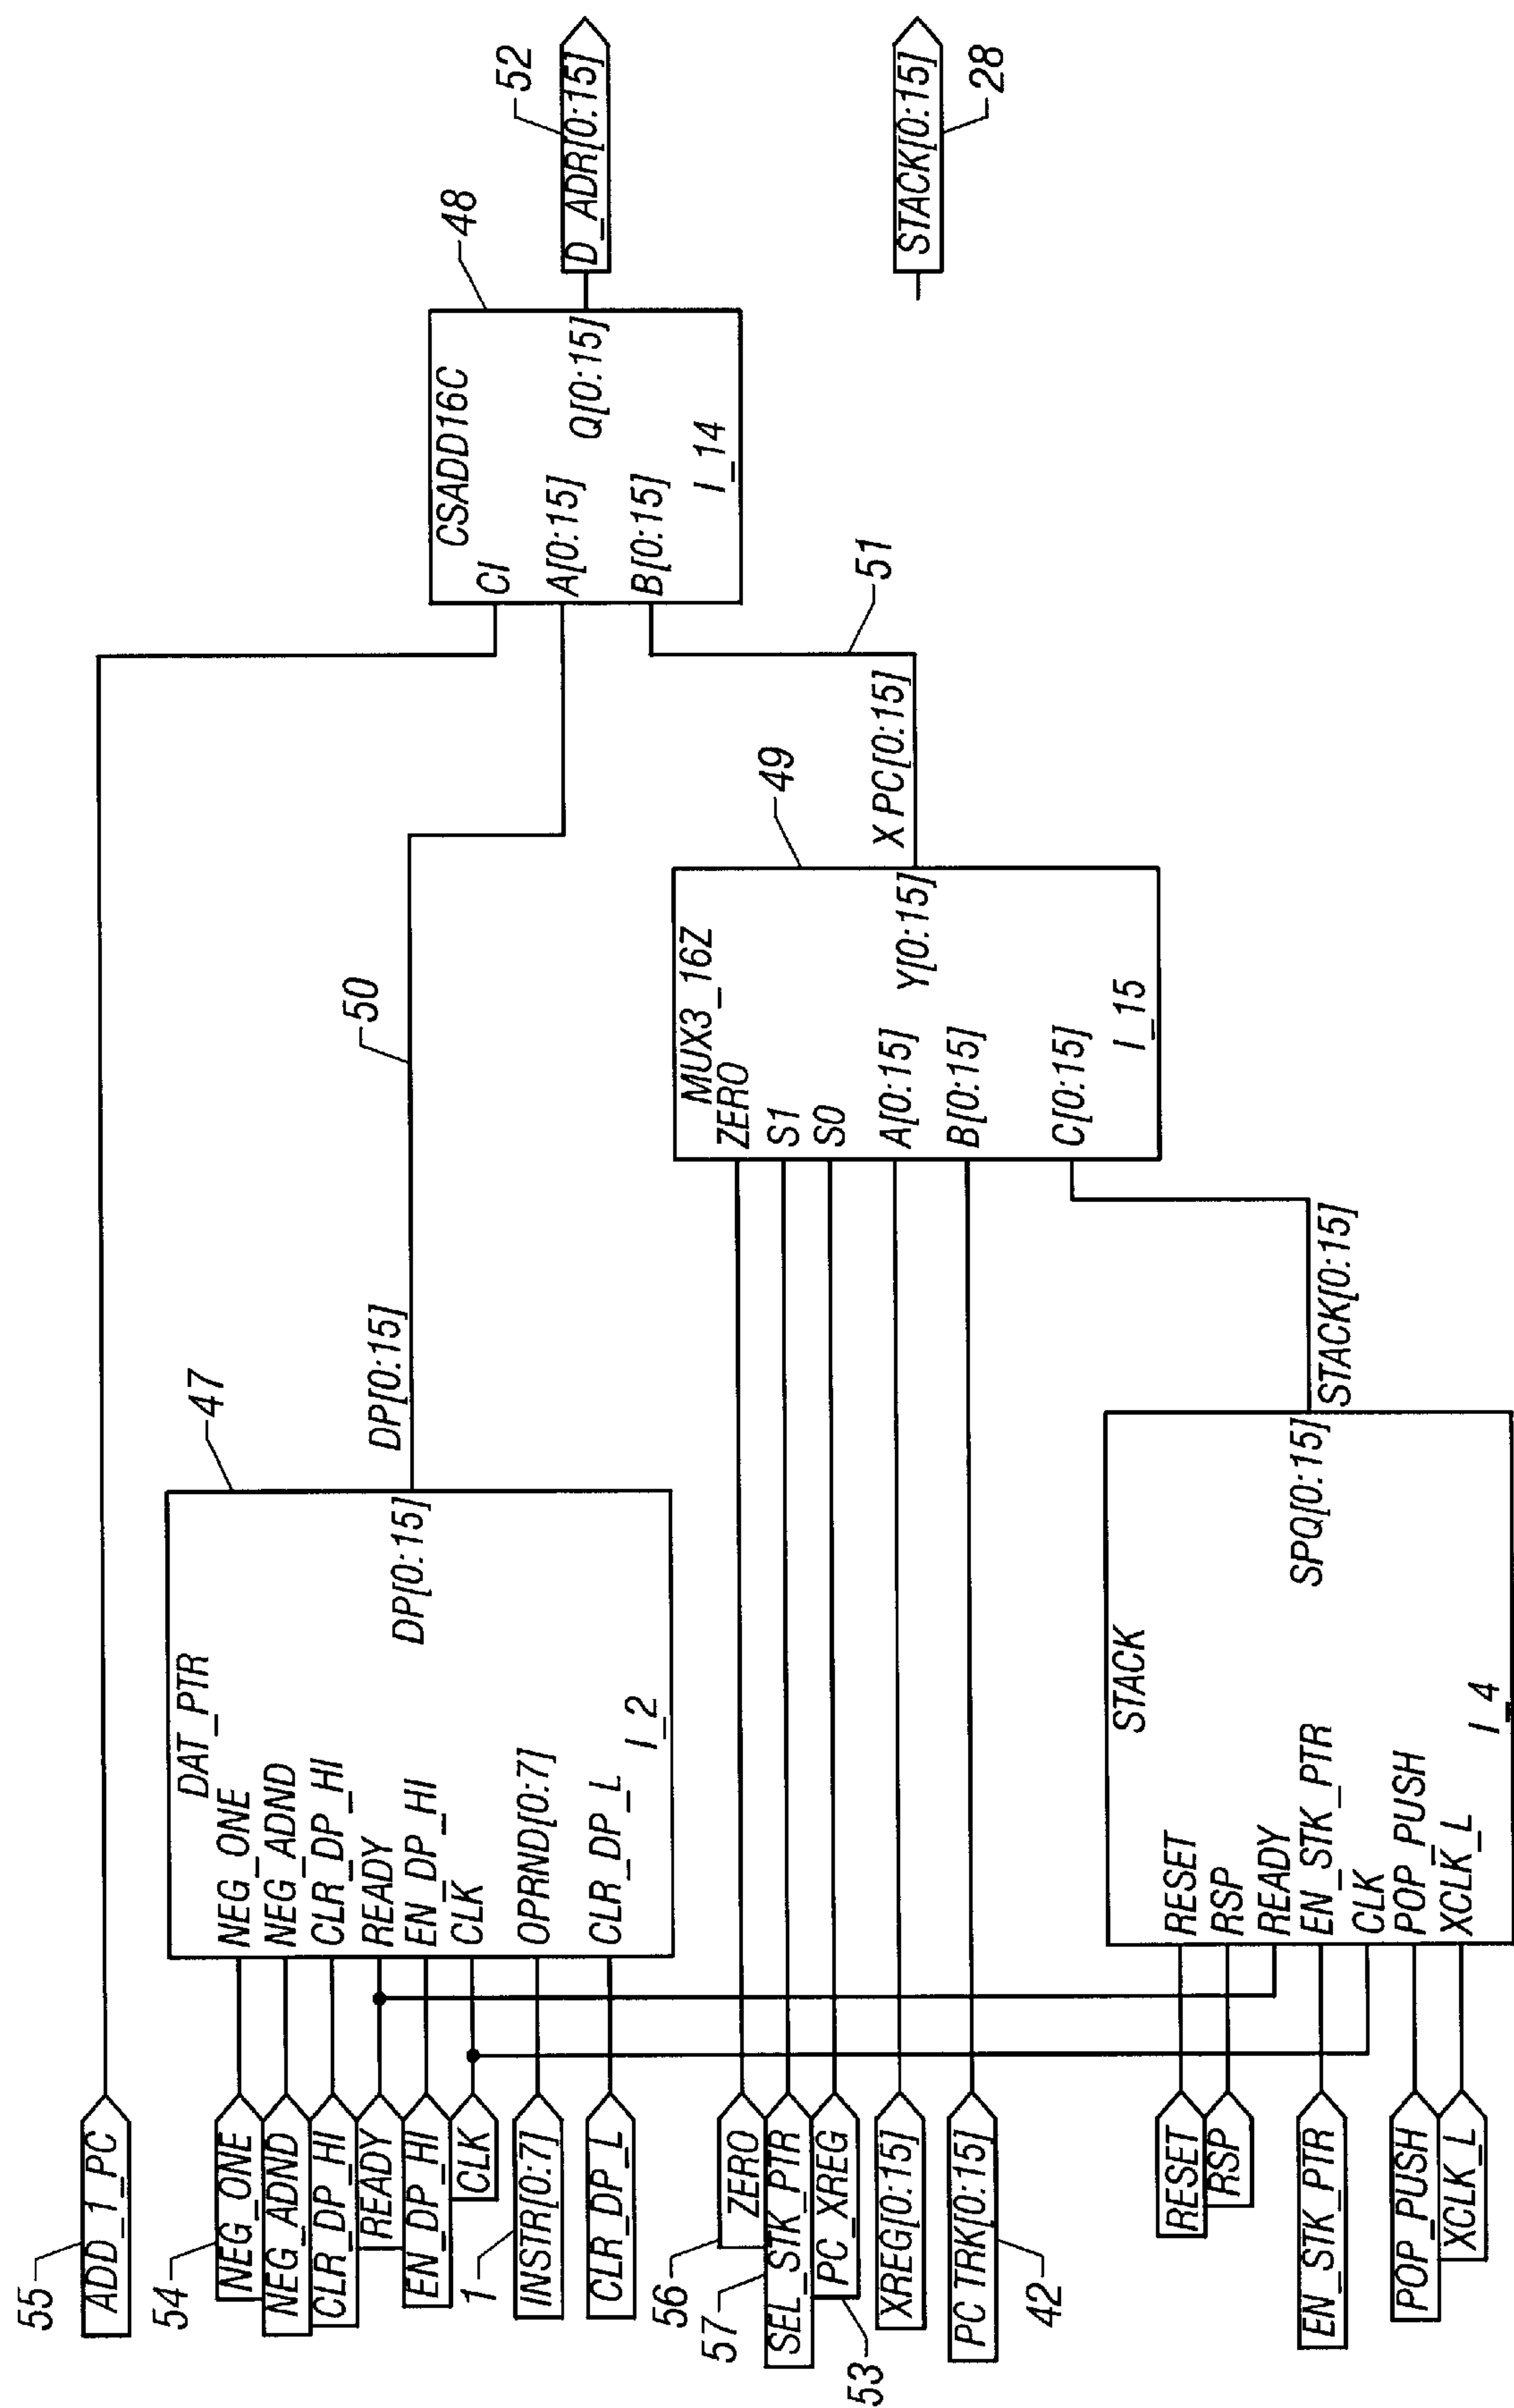 55
ADD_1_PC
54
NEG_ONE
NEG_ADND
CLR_DP_HI
READY
EN_DP_HI
CLK
1
INSTR[0:7]
CLR_DP_L
56
ZERO
57
SEL_STK_PTR
PC_XREG
53
XREG[0:15]
PC TRK[0:15]
42
RESET
RSP
EN_STK_PTR
POP_PUSH
XCLK_L
47
DAT_PTR
NEG_ONE
NEG_ADND
CLR_DP_HI
READY
EN_DP_HI
CLK
OPRND[0:7]
CLR_DP_L
DP[0:15]
I_2
DP[0:15]
50
STACK
RESET
RSP
READY
EN_STK_PTR
CLK
POP_PUSH
XCLK_L
SPQ[0:15]
I_4
STACK[0:15]
49
MUX3_16Z
ZERO
S1
S0
A[0:15]
Y[0:15]
B[0:15]
C[0:15]
I_15
XPC[0:15]
51
48
CSADD16C
CI
A[0:15]
Q[0:15]
B[0:15]
I_14
52
D_ADR[0:15]
STACK[0:15]
28